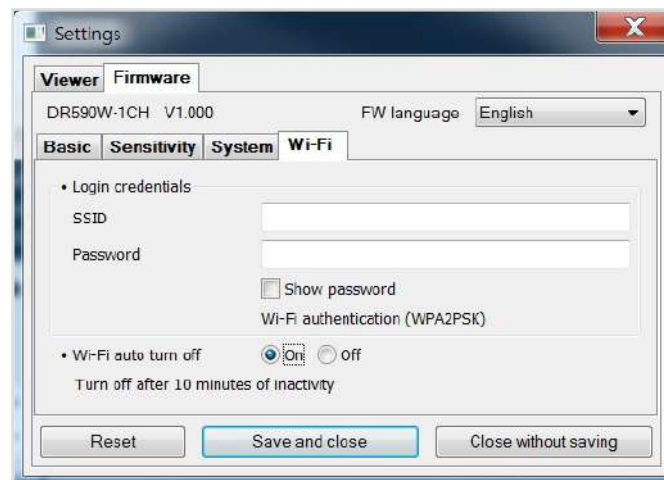 Settings
Viewer Firmware
DR590W-1CH V1.000 FW language English
Basic Sensitivity System Wi-Fi
• Login credentials
SSID
Password
Show password
Wi-Fi authentication (WPA2PSK)
• Wi-Fi auto turn off On Off
Turn off after 10 minutes of inactivity
Reset Save and close Close without saving